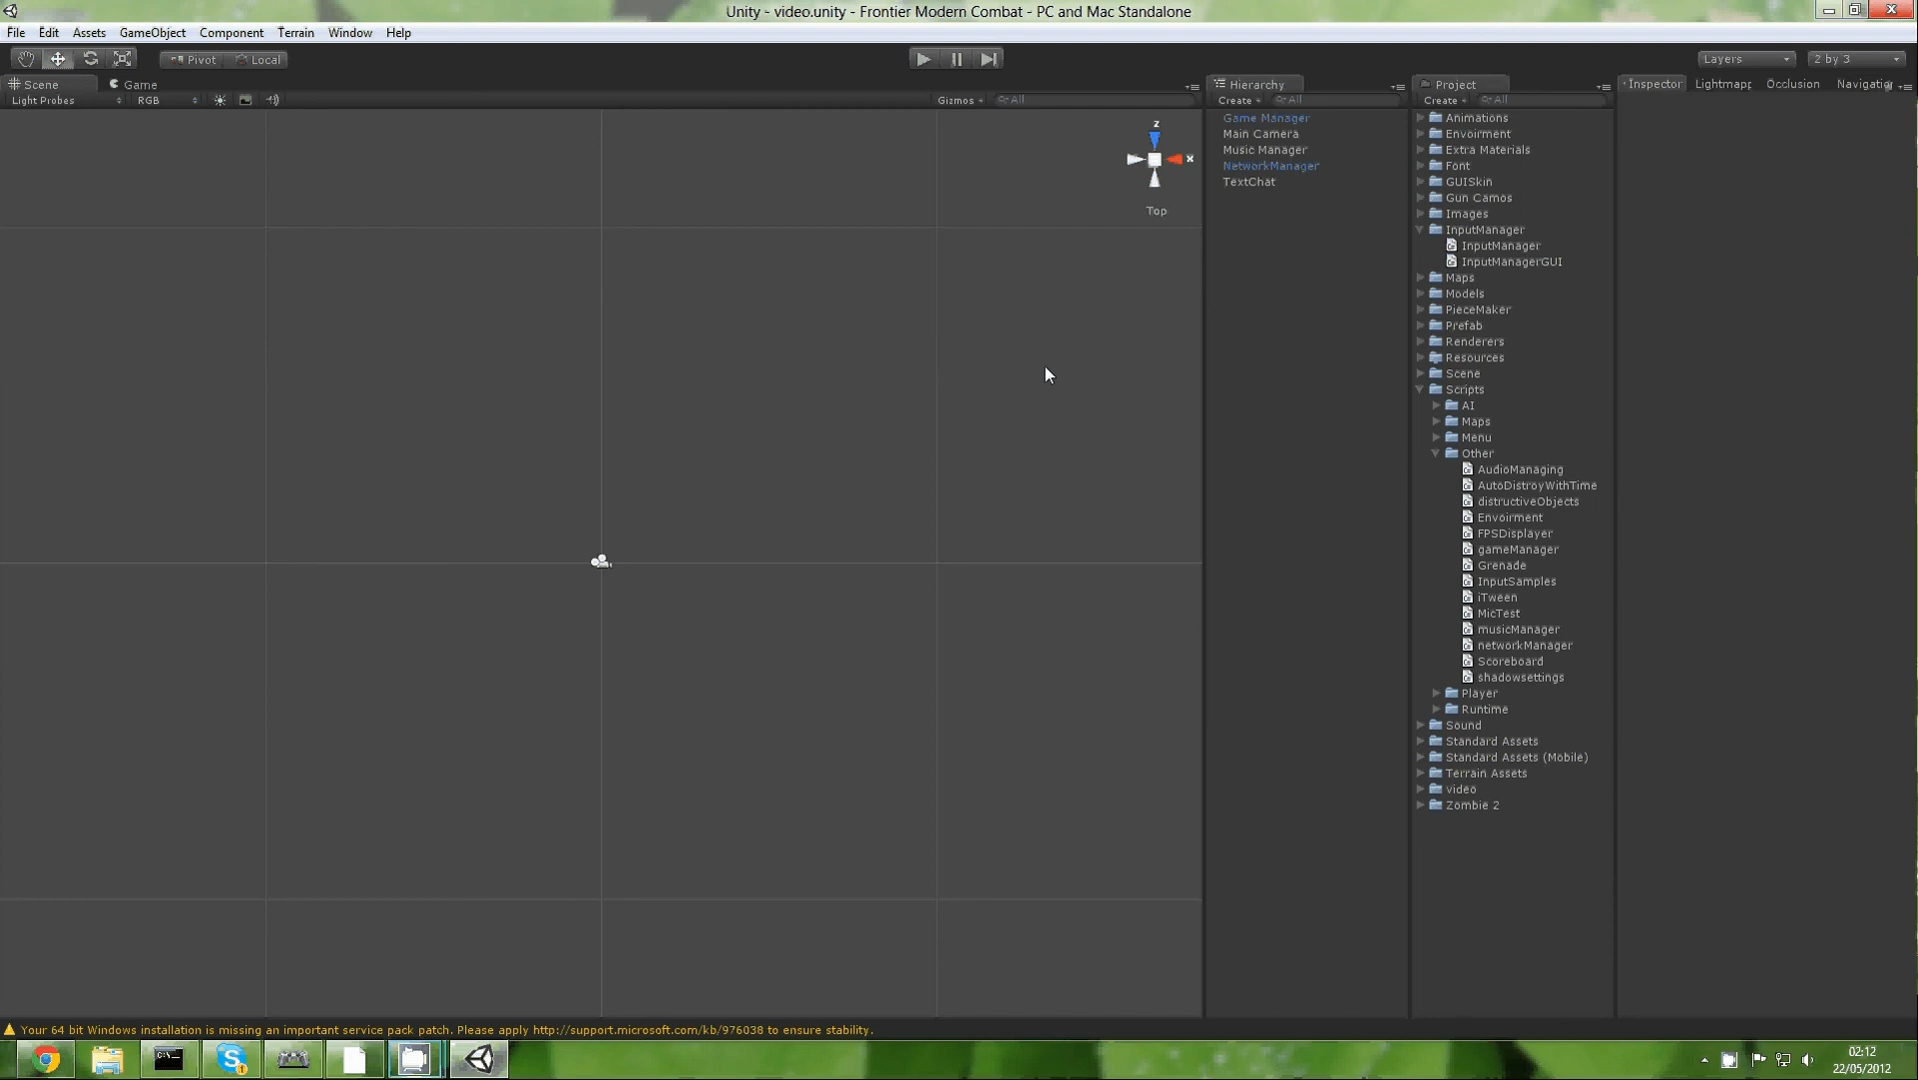 Unity - video.unity - Frontier Modern Combat - PC and Mac Standalone
File Edit Assets GameObject Component Terrain Window Help
Pivot Local Layers 2 by 3
Scene Game Hierarchy Project Inspector Lightmapp Occlusion
Light Probes RGB Gizmos All Create All Create All
Game Manager
Main Camera
Music Manager
NetworkManager
TextChat
z
x
Top
Animations
Envoirment
Extra Materials
Font
GUISkin
Gun Camos
Images
InputManager
InputManager
InputManagerGUI
Maps
Models
PieceMaker
Prefab
Renderers
Resources
Scene
Scripts
AI
Maps
Menu
Other
AudioManaging
AutoDistroyWithTime
distructiveObjects
Envoirment
FPSDisplayer
gameManager
Grenade
InputSamples
iTween
MicTest
musicManager
networkManager
Scoreboard
shadowsettings
Player
Runtime
Sound
Standard Assets
Standard Assets (Mobile)
Terrain Assets
video
Zombie 2
Your 64 bit Windows installation is missing an important service pack patch. Please apply http://support.microsoft.com/kb/976038 to ensure stability.
02:12
22/05/2012